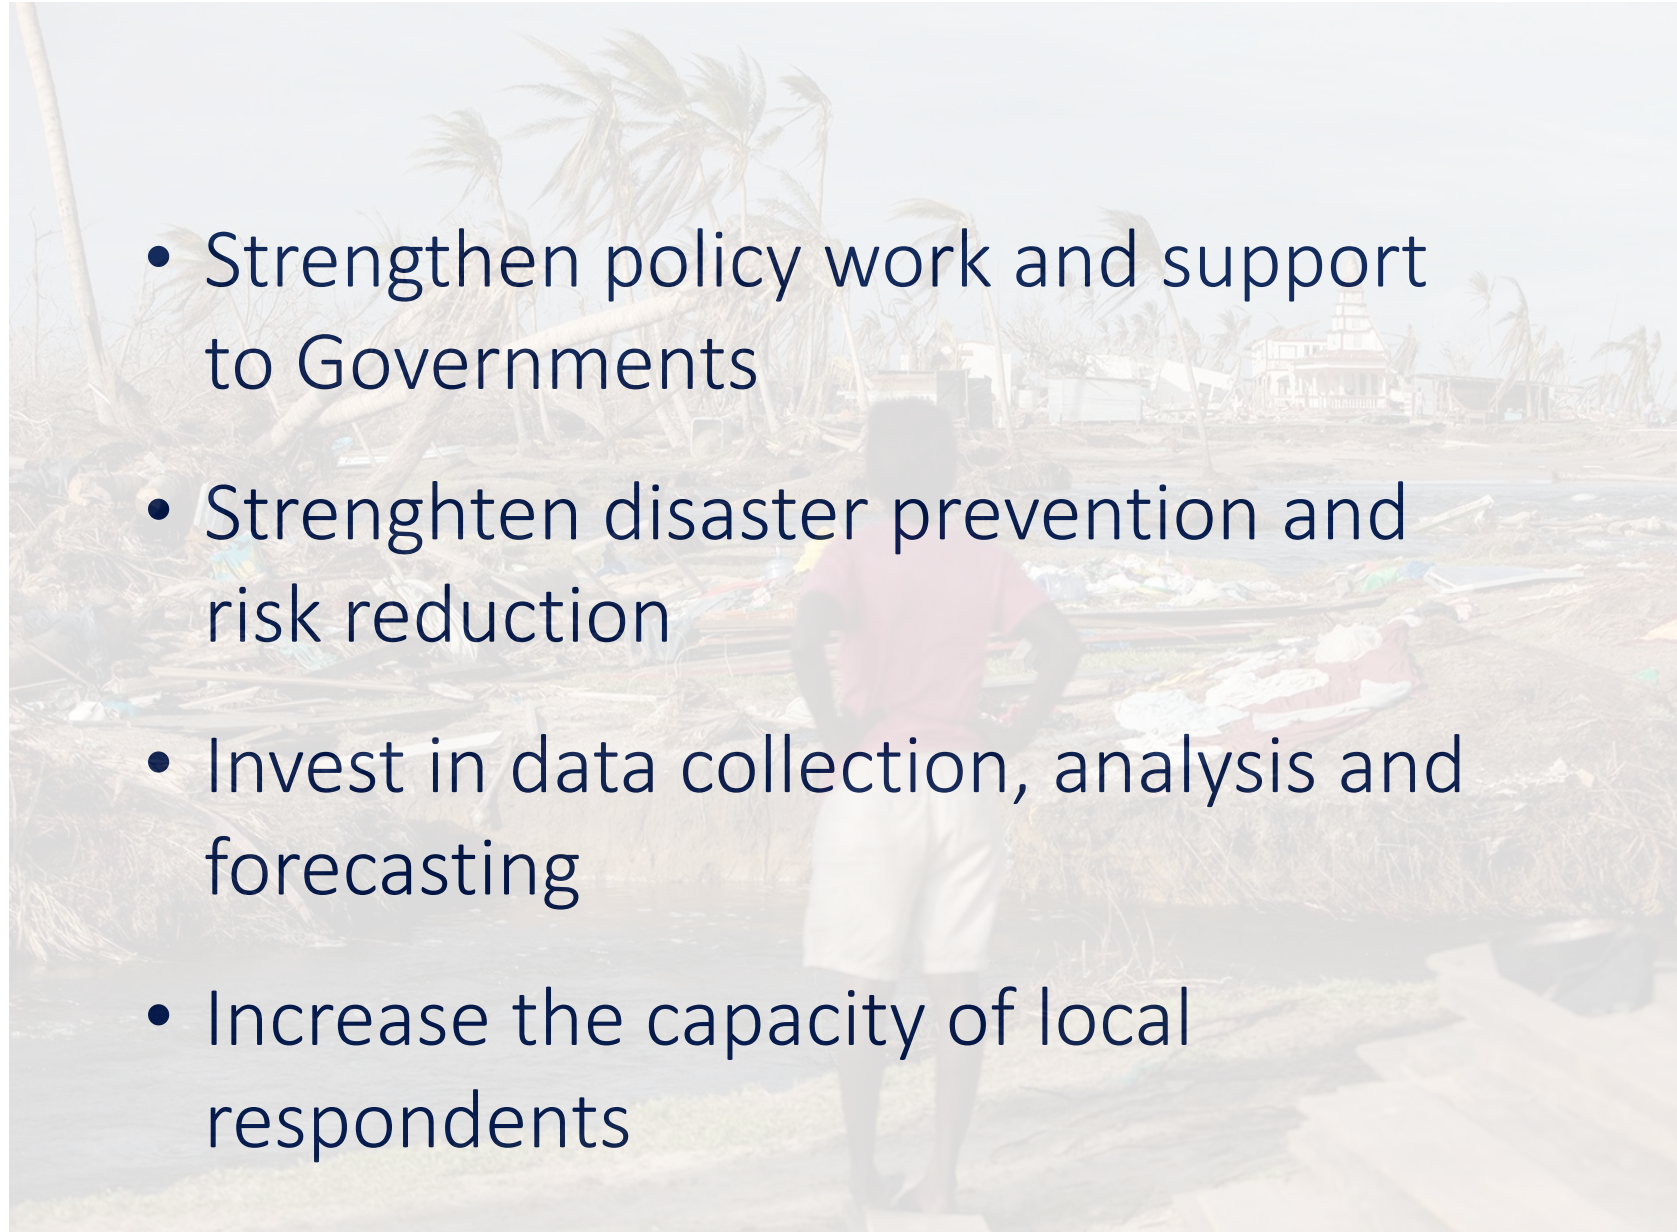 • Strengthen policy work and support
to Governments
• Strenghten disaster prevention and
risk reduction
• Invest in data collection, analysis and
forecasting
• Increase the capacity of local
respondents